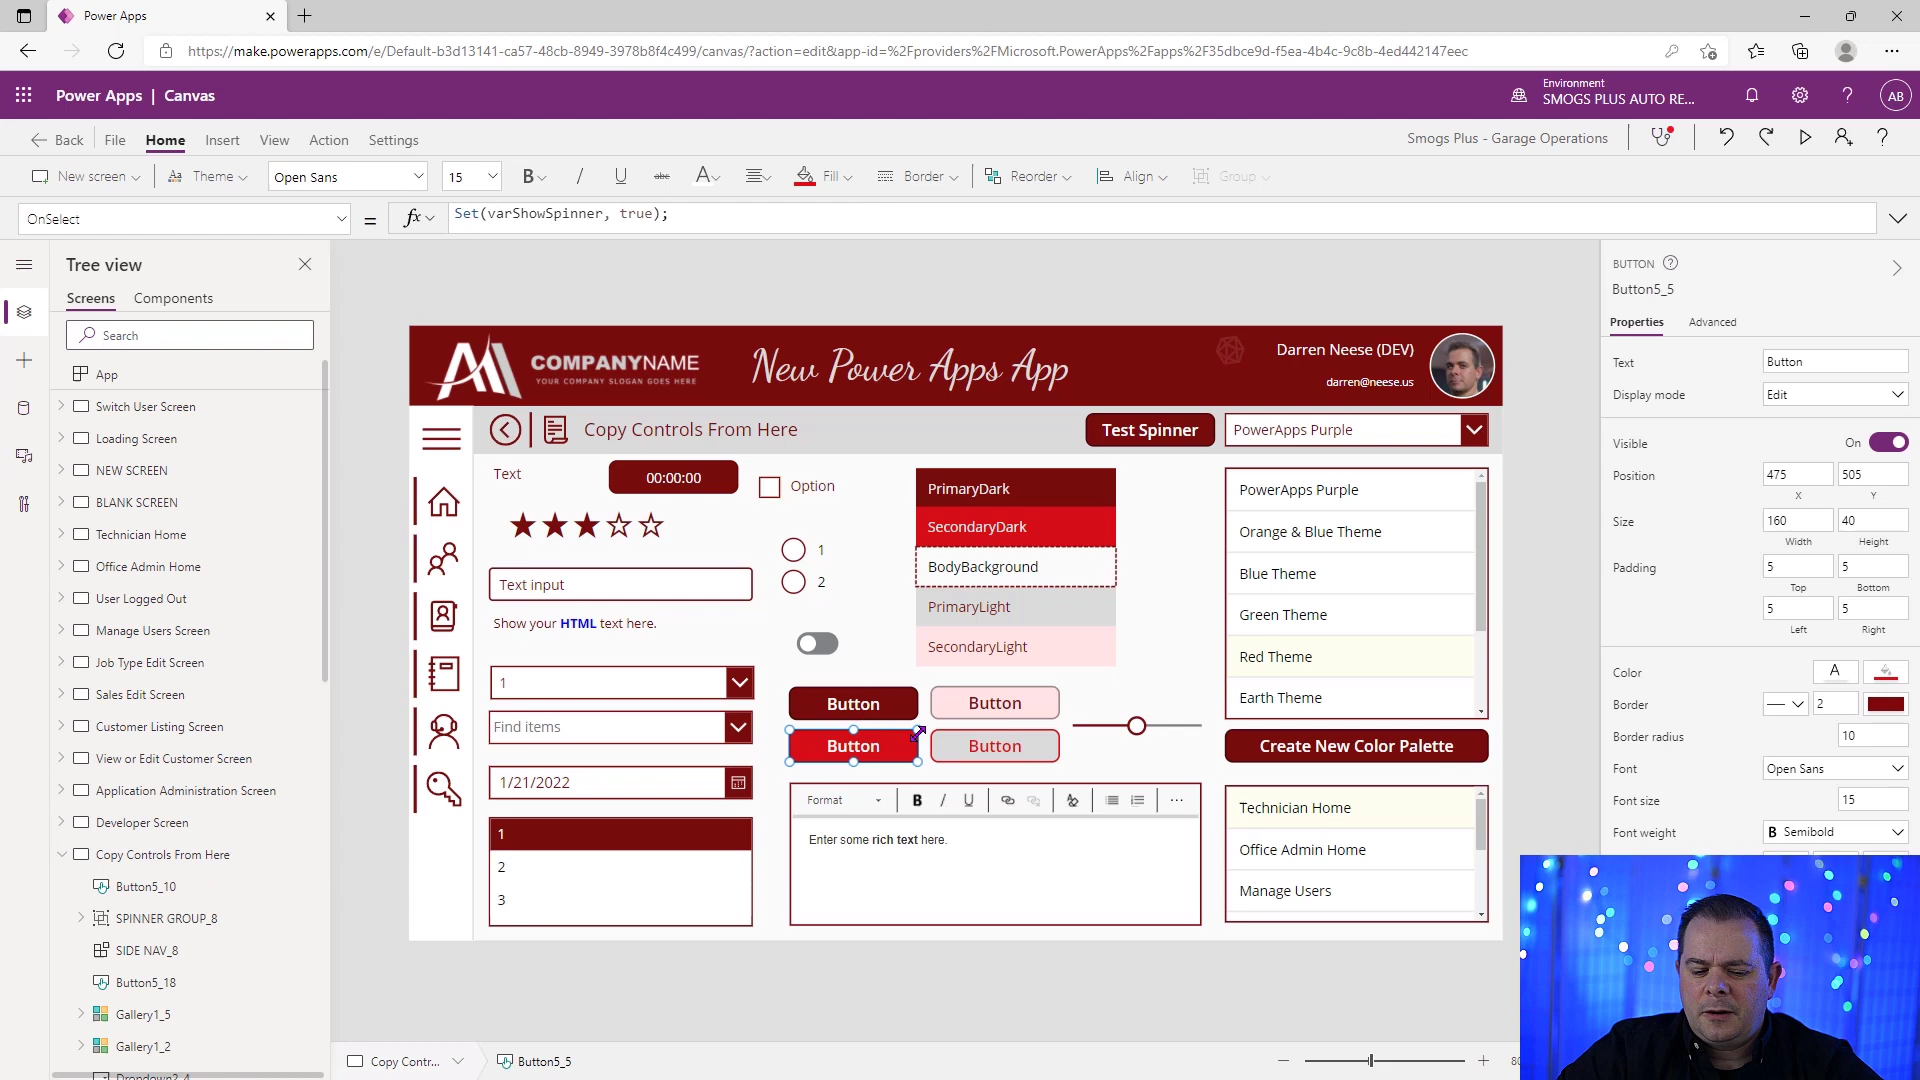 Power Apps
https://make.powerapps.com/e/Default-b3d13141-ca57-48cb-8949-3978b8f4c499/canvas/?action=edit&app-id=%2Fproviders%2FMicrosoft.PowerApps%2Fapps%2F35dbce9d-f5ea-4b4c-9c8b-4ed442147eec
Power Apps | Canvas
Environment
SMOGS PLUS AUTO RE...
AB
Back File Home Insert View Action Settings
Smogs Plus - Garage Operations
New screen Theme Open Sans 15 B / U abc A Fill Border Reorder Align Group
OnSelect = fx Set(varShowSpinner, true);
Tree view
Screens Components
Search
App
Switch User Screen
Loading Screen
NEW SCREEN
BLANK SCREEN
Technician Home
Office Admin Home
User Logged Out
Manage Users Screen
Job Type Edit Screen
Sales Edit Screen
Customer Listing Screen
View or Edit Customer Screen
Application Administration Screen
Developer Screen
Copy Controls From Here
Button5_10
SPINNER GROUP_8
SIDE NAV_8
Button5_18
Gallery1_5
Gallery1_2
Dropdown2_4
COMPANYNAME
YOUR COMPANY SLOGAN GOES HERE
New Power Apps App
Darren Neese (DEV)
darren@neese.us
Copy Controls From Here
Test Spinner
PowerApps Purple
Text
00:00:00
Option
1
2
Text input
Show your HTML text here.
1
Find items
1/21/2022
1
2
3
PrimaryDark
SecondaryDark
BodyBackground
PrimaryLight
SecondaryLight
Button Button
Button Button
Format B / U ...
Enter some rich text here.
PowerApps Purple
Orange & Blue Theme
Blue Theme
Green Theme
Red Theme
Earth Theme
Create New Color Palette
Technician Home
Office Admin Home
Manage Users
BUTTON
Button5_5
Properties Advanced
Text Button
Display mode Edit
Visible On
Position 475 505
X Y
Size 160 40
Width Height
Padding 5 5
Top Bottom
5 5
Left Right
Color A
Border 2
Border radius 10
Font Open Sans
Font size 15
Font weight B Semibold
Copy Contr... Button5_5